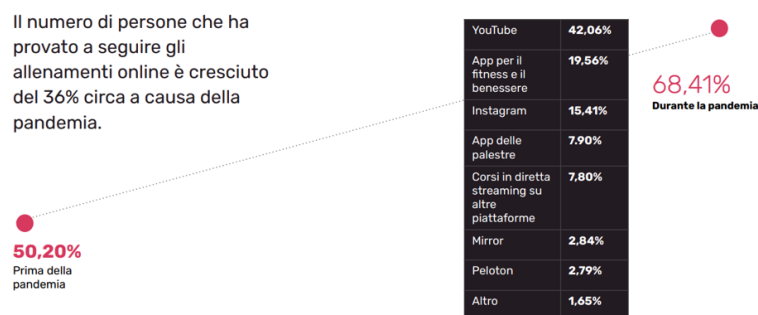 Il numero di persone che ha
provato a seguire gli
allenamenti online è cresciuto
del 36% circa a causa della
pandemia.
50,20%
Prima della
pandemia
YouTube 42,06%
App per il 19,56%
fitness e il
benessere
Instagram 15,41%
App delle 7.90%
palestre
Corsi in diretta 7,80%
streaming su
altre
piattaforme
Mirror 2,84%
Peloton 2,79%
Altro 1,65%
68,41%
Durante la pandemia